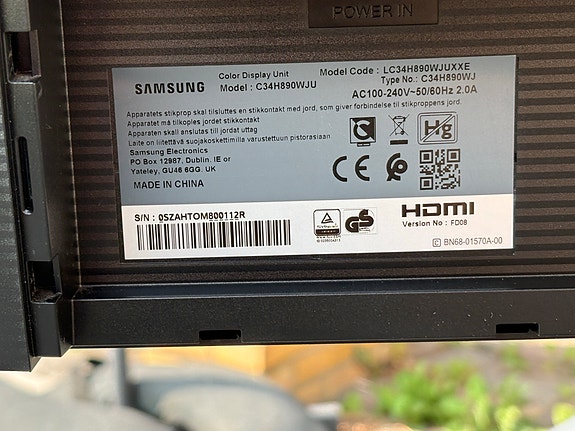 POWER IN
SAMSUNG
Color Display Unit
Model : C34H890WJU
Model Code : LC34H890WJUXXE
Type No.: C34H890WJ
AC100-240V~50/60Hz 2.0A
Apparatets stikprop skal tilsluttes en stikkontakt med jord, som giver forbindelse til stikproppens jord.
Apparatet må tilkoples jordet stikkontakt
Apparaten skall anslutas till jordat uttag
Laite on liitettävä suojakoskettimilla varustettuun pistorasiaan
Samsung Electronics
PO Box 12987, Dublin. IE or
Yateley, GU46 6GG. UK
MADE IN CHINA
Hg
CE
S/N : 0SZAHTOM800112R
GS
HDMI
Version No : FD08
C BN68-01570A-00